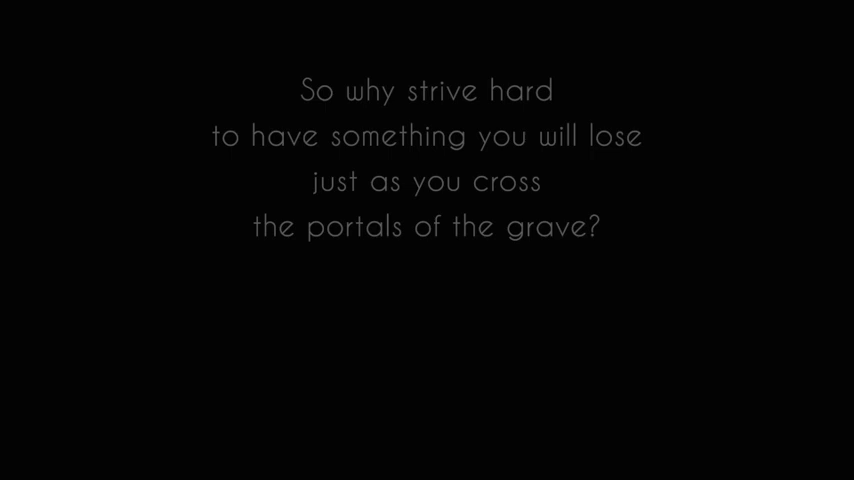 So why strive hard
to have something you will lose
just as you cross
the portals of the grave?